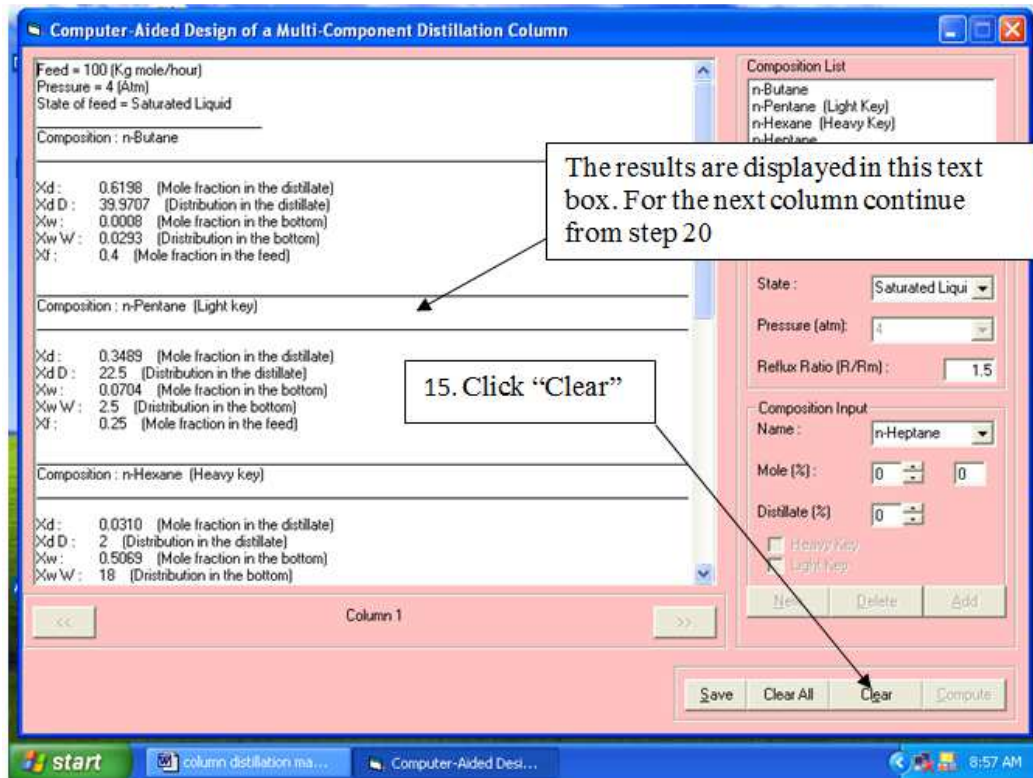 Computer-Aided Design of a Multi-Component Distillation Column
Feed = 100 (Kg mole/hour)
Pressure = 4 (Atm)
State of feed = Saturated Liquid
Composition : n-Butane
Xd : 0.6198 (Mole fraction in the distillate)
Xd D : 39.9707 (Distribution in the distillate)
Xw : 0.0008 (Mole fraction in the bottom)
Xw W : 0.0293 (Dristribution in the bottom)
Xf : 0.4 (Mole fraction in the feed)
Composition : n-Pentane (Light key)
Xd : 0.3489 (Mole fraction in the distillate)
Xd D : 22.5 (Distribution in the distillate)
Xw : 0.0704 (Mole fraction in the bottom)
Xw W : 2.5 (Dristribution in the bottom)
Xf : 0.25 (Mole fraction in the feed)
Composition : n-Hexane (Heavy key)
Xd : 0.0310 (Mole fraction in the distillate)
Xd D : 2 (Distribution in the distillate)
Xw : 0.5069 (Mole fraction in the bottom)
Xw W : 18 (Dristribution in the bottom)
<< Column 1 >>
Composition List
n-Butane
n-Pentane (Light Key)
n-Hexane (Heavy Key)
n-Heptane
The results are displayed in this text
box. For the next column continue
from step 20
15. Click “Clear”
State : Saturated Liqui
Pressure (atm): 4
Reflux Ratio (R/Rm) : 1.5
Composition Input
Name : n-Heptane
Mole (%) : 0 0
Distillate (%) 0
Heavy Key
Light Key
New Delete Add
Save Clear All Clear Compute
start column distillation ma... Computer-Aided Desi... 8:57 AM